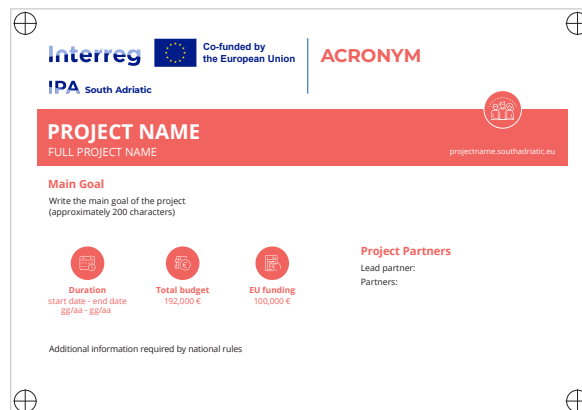 Interreg
Co-funded by
the European Union
ACRONYM
IPA South Adriatic
PROJECT NAME
FULL PROJECT NAME
projectname.southadriatic.eu
Main Goal
Write the main goal of the project
(approximately 200 characters)
Duration
start date - end date
gg/aa - gg/aa
Total budget
192,000 €
EU funding
100,000 €
Project Partners
Lead partner:
Partners:
Additional information required by national rules